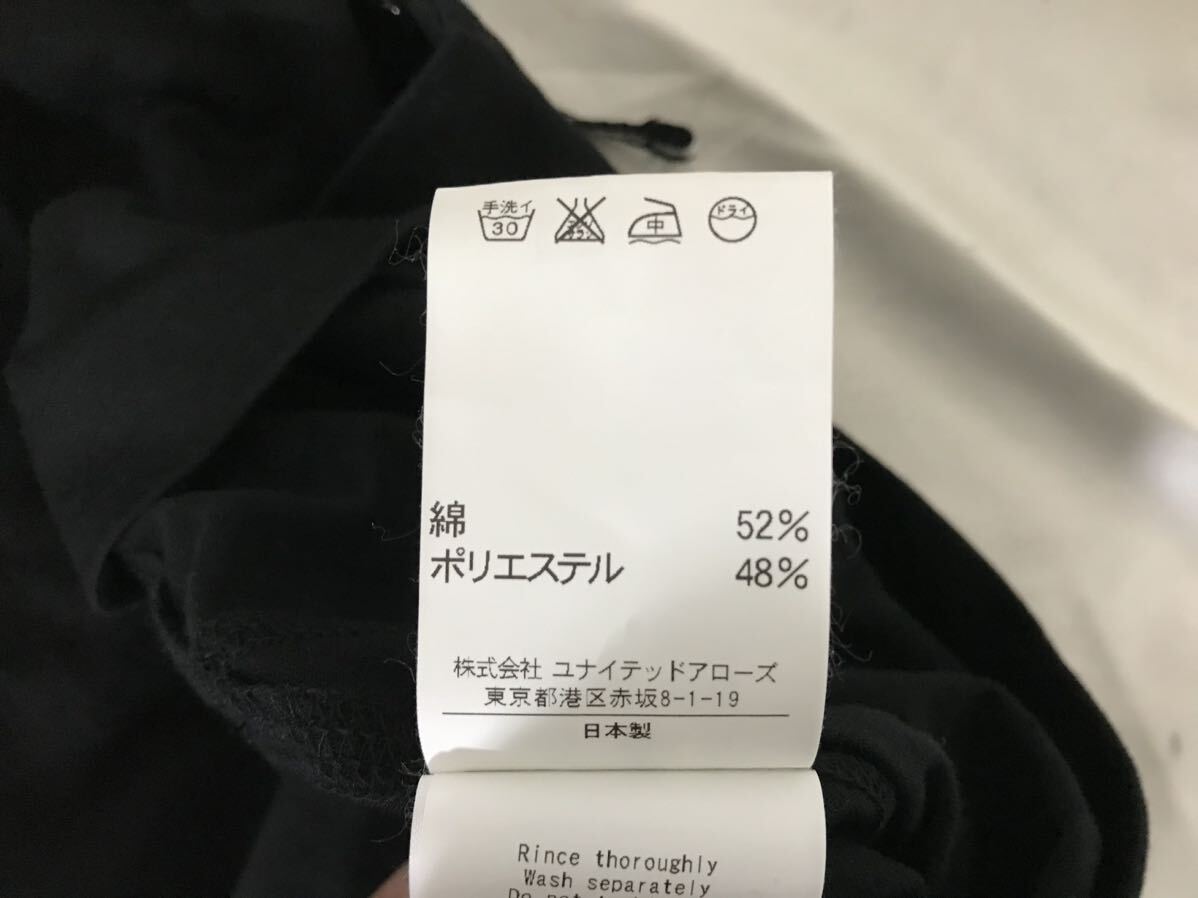 手洗イ
30
中
ドライ
綿 52%
ポリエステル 48%
株式会社 ユナイテッドアローズ
東京都港区赤坂8-1-19
日本製
Rince thoroughly
Wash separately
Do not